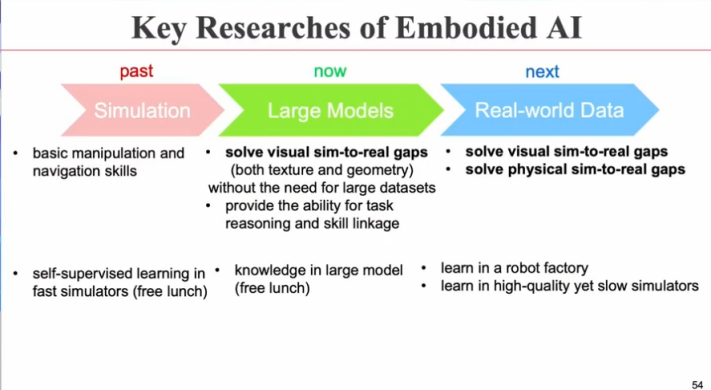 Key Researches of Embodied AI
past
now
next
Simulation
Large Models
Real-world Data
• basic manipulation and
navigation skills
• solve visual sim-to-real gaps
(both texture and geometry)
without the need for large datasets
• provide the ability for task
reasoning and skill linkage
• solve visual sim-to-real gaps
• solve physical sim-to-real gaps
• self-supervised learning in
fast simulators (free lunch)
• knowledge in large model
(free lunch)
• learn in a robot factory
• learn in high-quality yet slow simulators
54